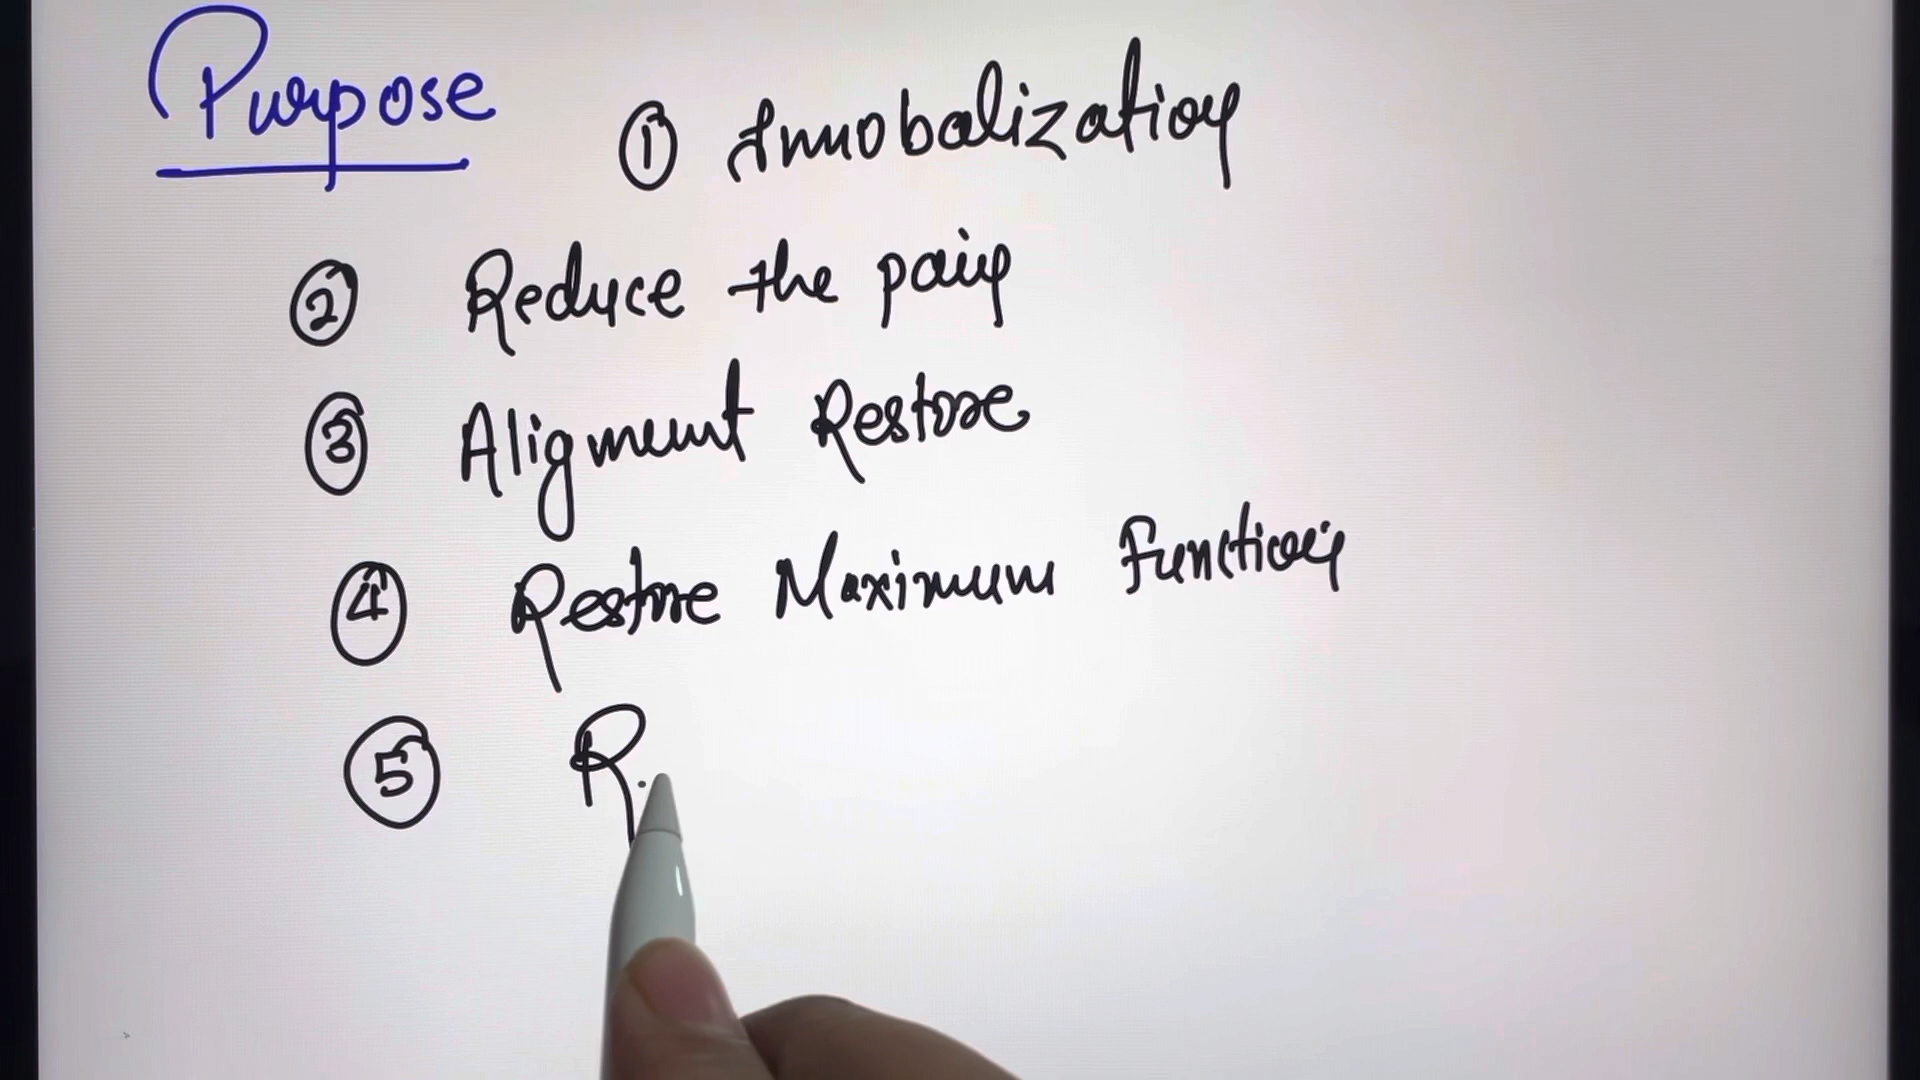 Purpose
① Immobalization
② Reduce the pain
③ Aligment Restore
④ Restore Maximum function
⑤ R